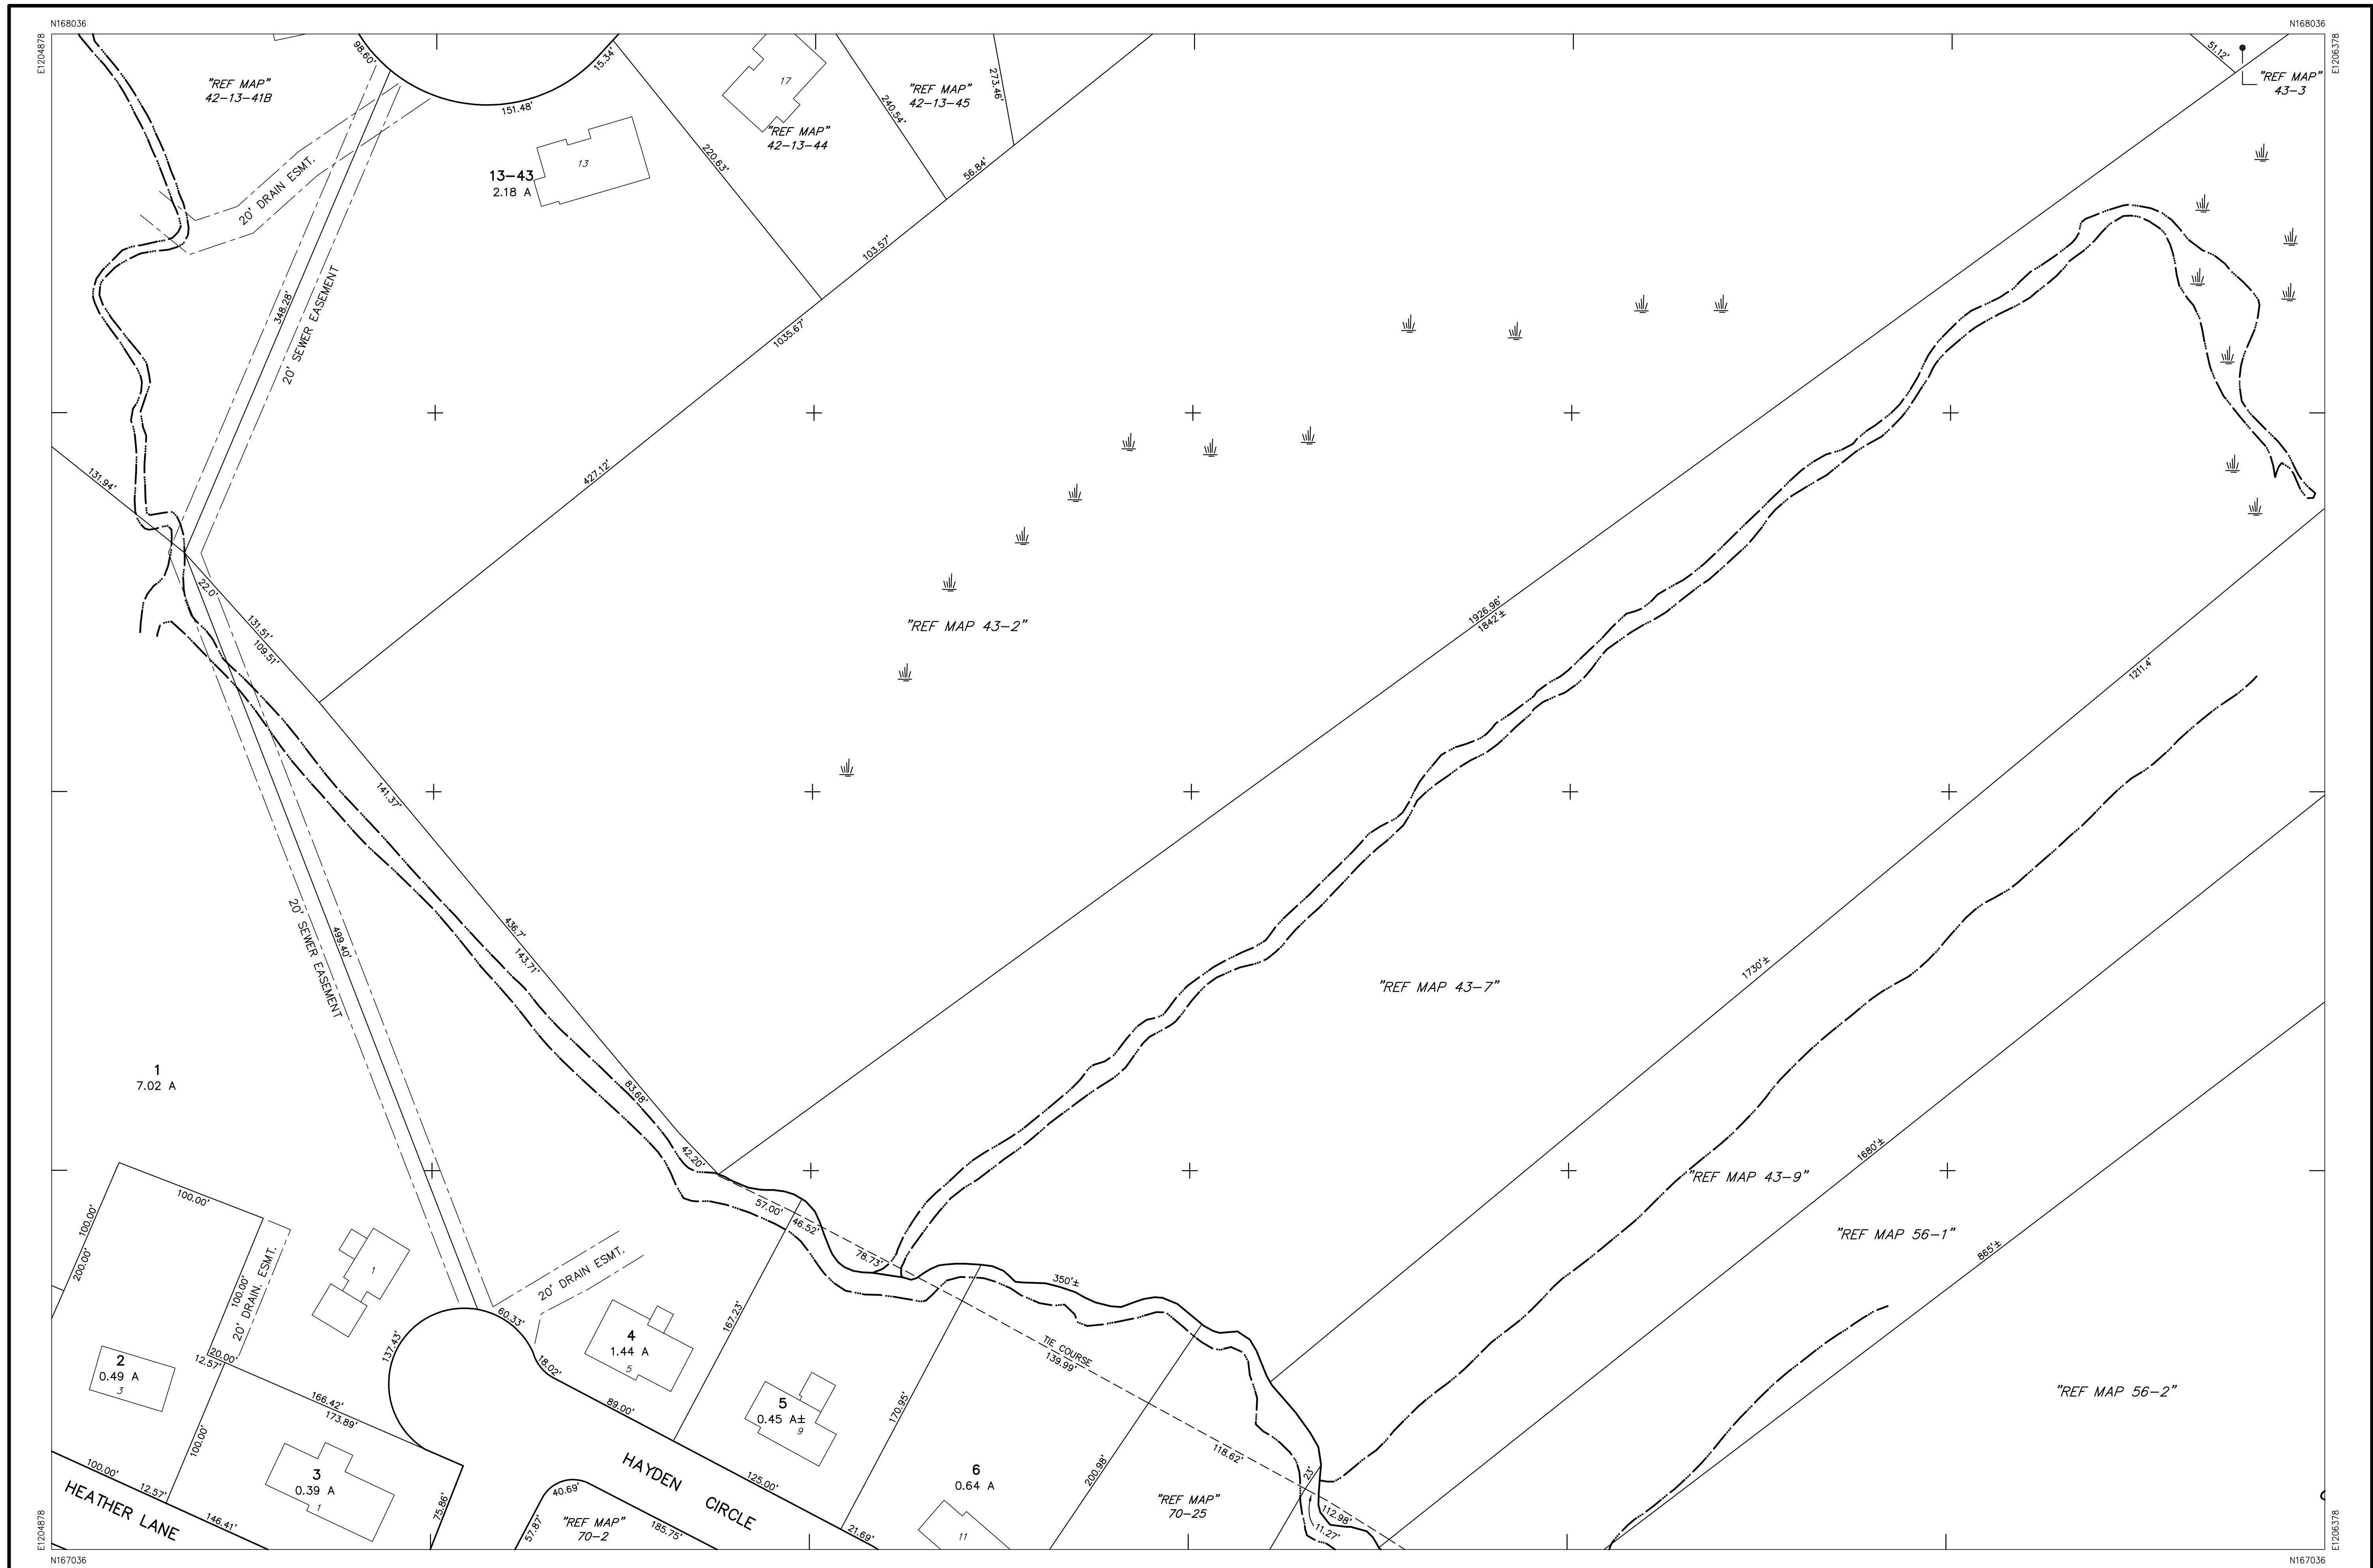 N168036
N168036
E1204878
E1206378
98.60'
15.34'
151.48'
"REF MAP"
42-13-41B
17
"REF MAP"
42-13-44
"REF MAP"
42-13-45
240.54'
273.46'
51.12'
"REF MAP"
43-3
13-43
2.18 A
13
220.63'
56.84'
103.57'
20' DRAIN ESMT.
348.28'
20' SEWER EASEMENT
1035.67'
427.12'
131.94'
22.0'
131.51'
109.51'
"REF MAP 43-2"
1926.96'
1842'±
1211.4'
141.37'
436.7'
143.71'
20' SEWER EASEMENT
499.40'
"REF MAP 43-7"
1730'±
1
7.02 A
83.68'
42.20'
"REF MAP 43-9"
1680'±
"REF MAP 56-1"
865'±
"REF MAP 56-2"
100.00'
100.00'
200.00'
100.00'
20' DRAIN. ESMT.
1
20.00'
12.57'
137.43'
60.33'
18.02'
20' DRAIN ESMT.
57.00'
46.52'
78.73'
350'±
TIE COURSE
139.99'
118.62'
23'
112.98'
11.27'
2
0.49 A
3
166.42'
173.89'
100.00'
4
1.44 A
5
167.23'
89.00'
5
0.45 A±
9
170.95'
200.98'
3
0.39 A
1
100.00'
12.57'
146.41'
HEATHER LANE
75.86'
57.87'
40.69'
"REF MAP"
70-2
185.75'
HAYDEN CIRCLE
125.00'
21.69'
6
0.64 A
11
"REF MAP"
70-25
E1204878
E1206378
N167036
N167036